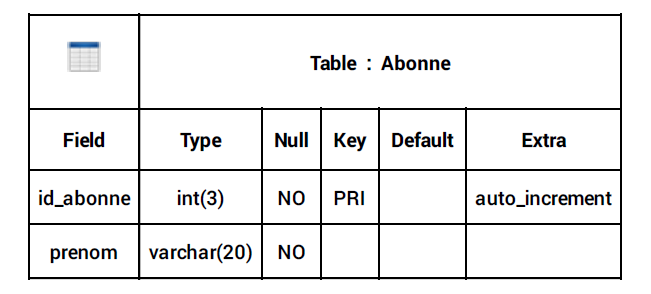 Table : Abonne
Field Type Null Key Default Extra
id_abonne int(3) NO PRI auto_increment
prenom varchar(20) NO